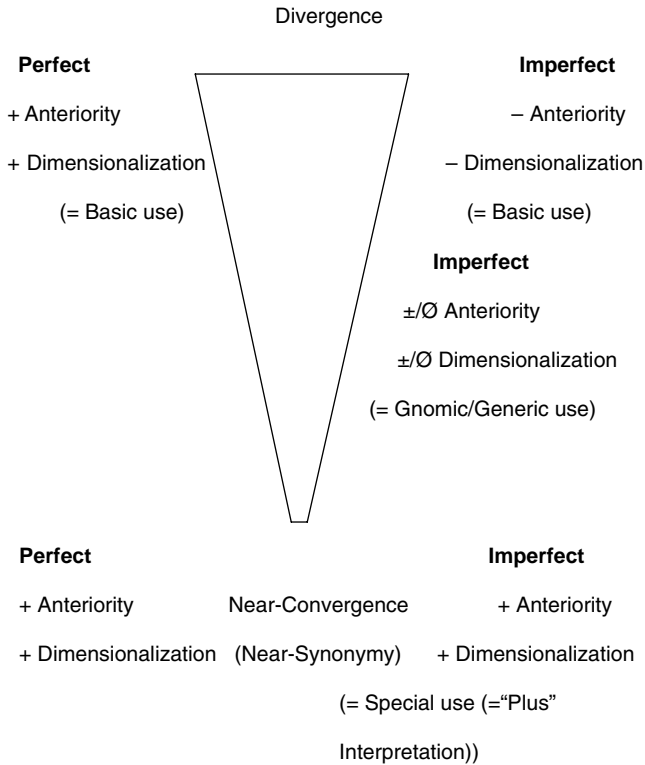 Divergence
Perfect Imperfect
+ Anteriority – Anteriority
+ Dimensionalization – Dimensionalization
(= Basic use) (= Basic use)
Imperfect
±/Ø Anteriority
±/Ø Dimensionalization
(= Gnomic/Generic use)
Perfect Imperfect
+ Anteriority Near-Convergence + Anteriority
+ Dimensionalization (Near-Synonymy) + Dimensionalization
(= Special use (=“Plus”
Interpretation))